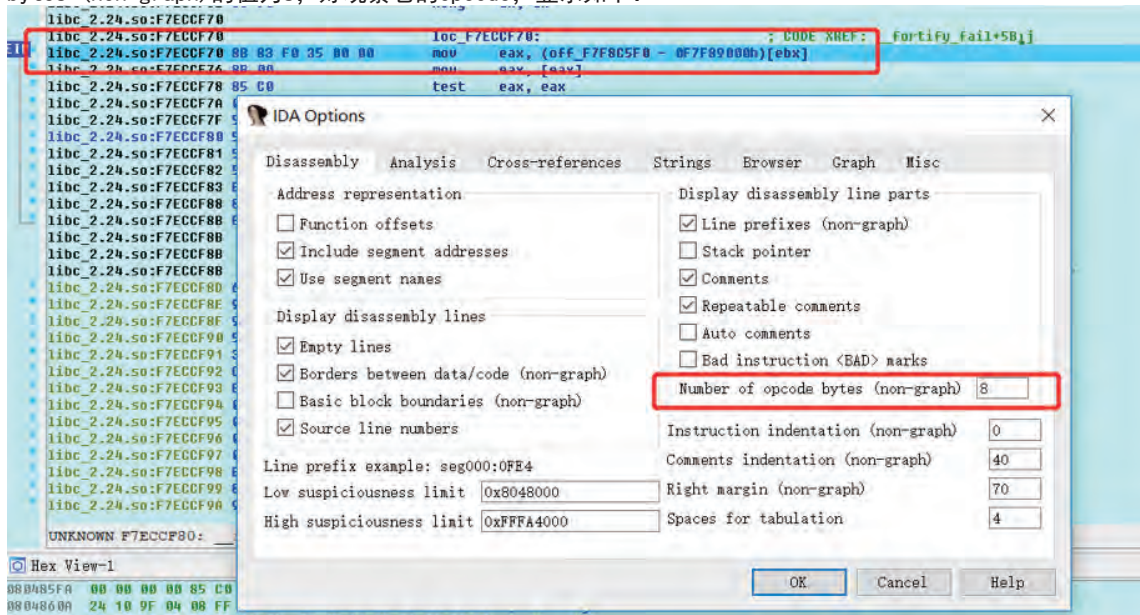 libc_2.24.so:F7ECCF70
libc_2.24.so:F7ECCF70 loc_F7ECCF70: ; CODE XREF: __fortify_fail+5B↓j
libc_2.24.so:F7ECCF70 8B 83 F0 35 00 00 mov eax, (off_F7F8C5F0 - 0F7F89000h)[ebx]
libc_2.24.so:F7ECCF76 8B 00 mov eax, [eax]
libc_2.24.so:F7ECCF78 85 C0 test eax, eax
libc_2.24.so:F7ECCF7A
libc_2.24.so:F7ECCF7F
libc_2.24.so:F7ECCF80
libc_2.24.so:F7ECCF81
libc_2.24.so:F7ECCF82
libc_2.24.so:F7ECCF83
libc_2.24.so:F7ECCF88
libc_2.24.so:F7ECCF8B
libc_2.24.so:F7ECCF8B
libc_2.24.so:F7ECCF8B
libc_2.24.so:F7ECCF8B
libc_2.24.so:F7ECCF8D
libc_2.24.so:F7ECCF8E
libc_2.24.so:F7ECCF8F
libc_2.24.so:F7ECCF90
libc_2.24.so:F7ECCF91
libc_2.24.so:F7ECCF92
libc_2.24.so:F7ECCF93
libc_2.24.so:F7ECCF94
libc_2.24.so:F7ECCF95
libc_2.24.so:F7ECCF96
libc_2.24.so:F7ECCF97
libc_2.24.so:F7ECCF98
libc_2.24.so:F7ECCF99
libc_2.24.so:F7ECCF9A
UNKNOWN F7ECCF80:
Hex View-1
080485FA 00 00 00 00 85 C0
0804860A 24 10 9F 04 08 FF
IDA Options
Disassembly Analysis Cross-references Strings Browser Graph Misc
Address representation
Function offsets
Include segment addresses
Use segment names
Display disassembly lines
Empty lines
Borders between data/code (non-graph)
Basic block boundaries (non-graph)
Source line numbers
Line prefix example: seg000:0FE4
Low suspiciousness limit 0x8048000
High suspiciousness limit 0xFFFA4000
Display disassembly line parts
Line prefixes (non-graph)
Stack pointer
Comments
Repeatable comments
Auto comments
Bad instruction <BAD> marks
Number of opcode bytes (non-graph) 8
Instruction indentation (non-graph) 0
Comments indentation (non-graph) 40
Right margin (non-graph) 70
Spaces for tabulation 4
OK Cancel Help